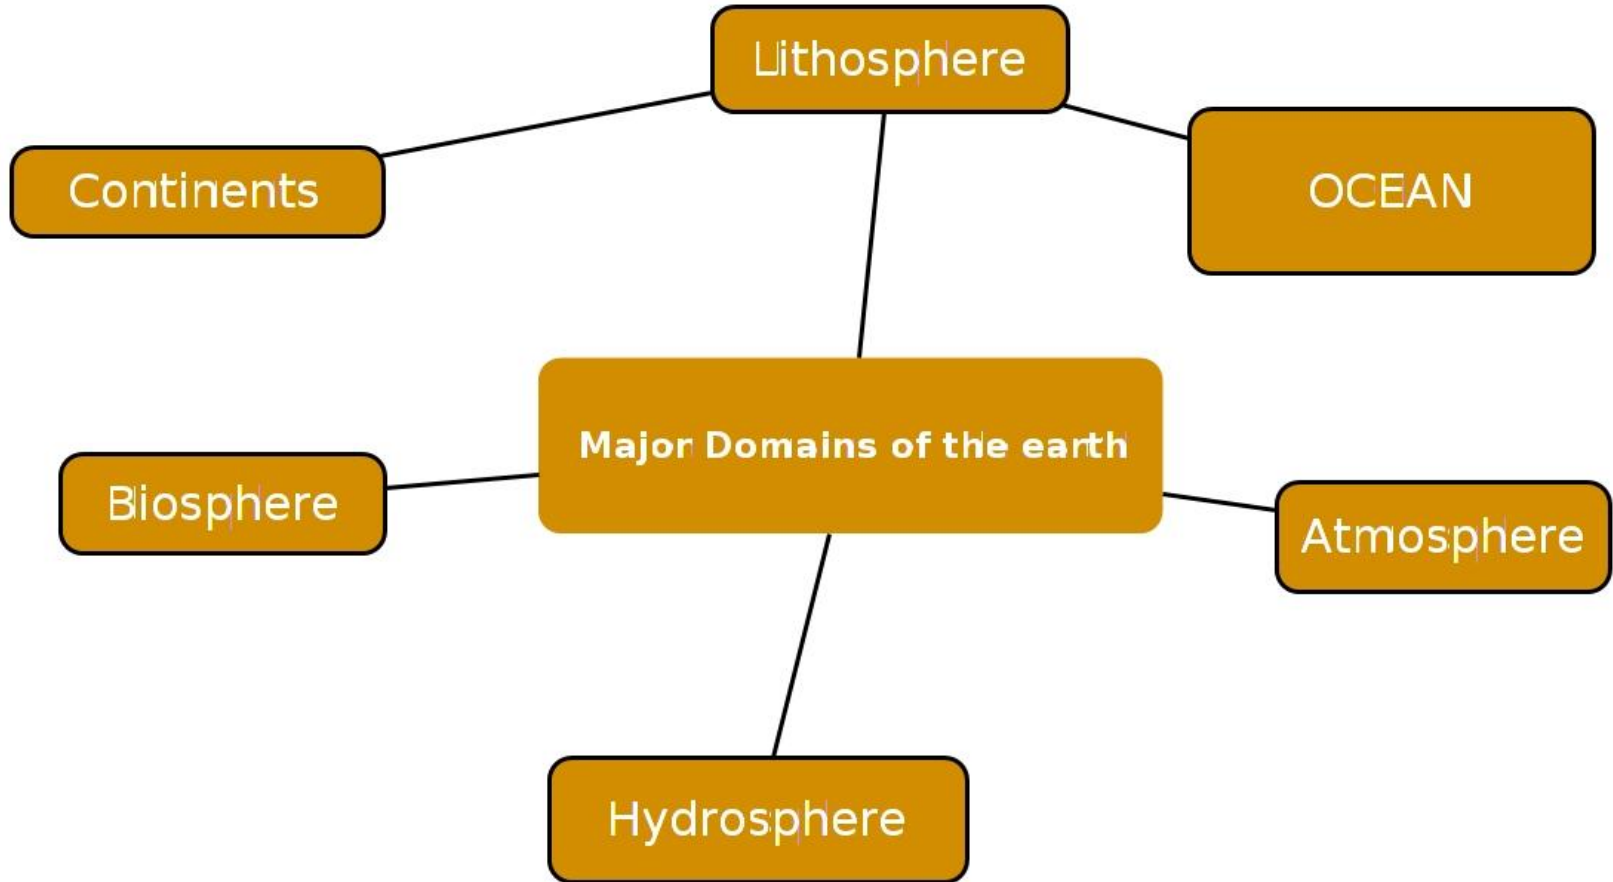 Lithosphere
Continents
OCEAN
Major Domains of the earth
Biosphere
Atmosphere
Hydrosphere